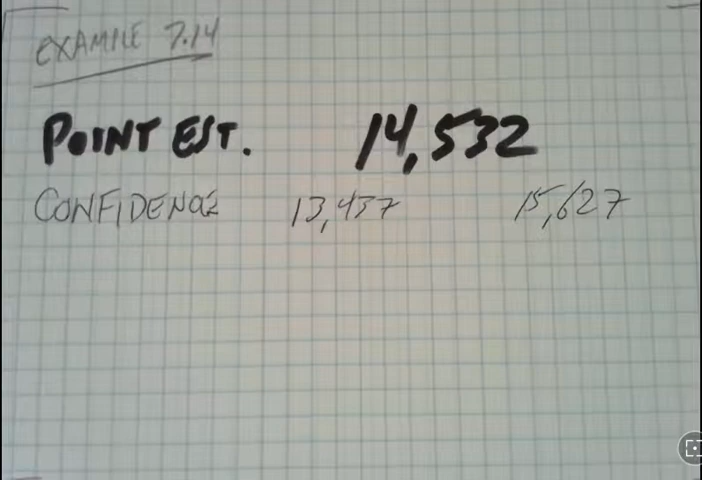 EXAMPLE 7.14
POINT EST. 14,532
CONFIDENCE 13,437 15,627